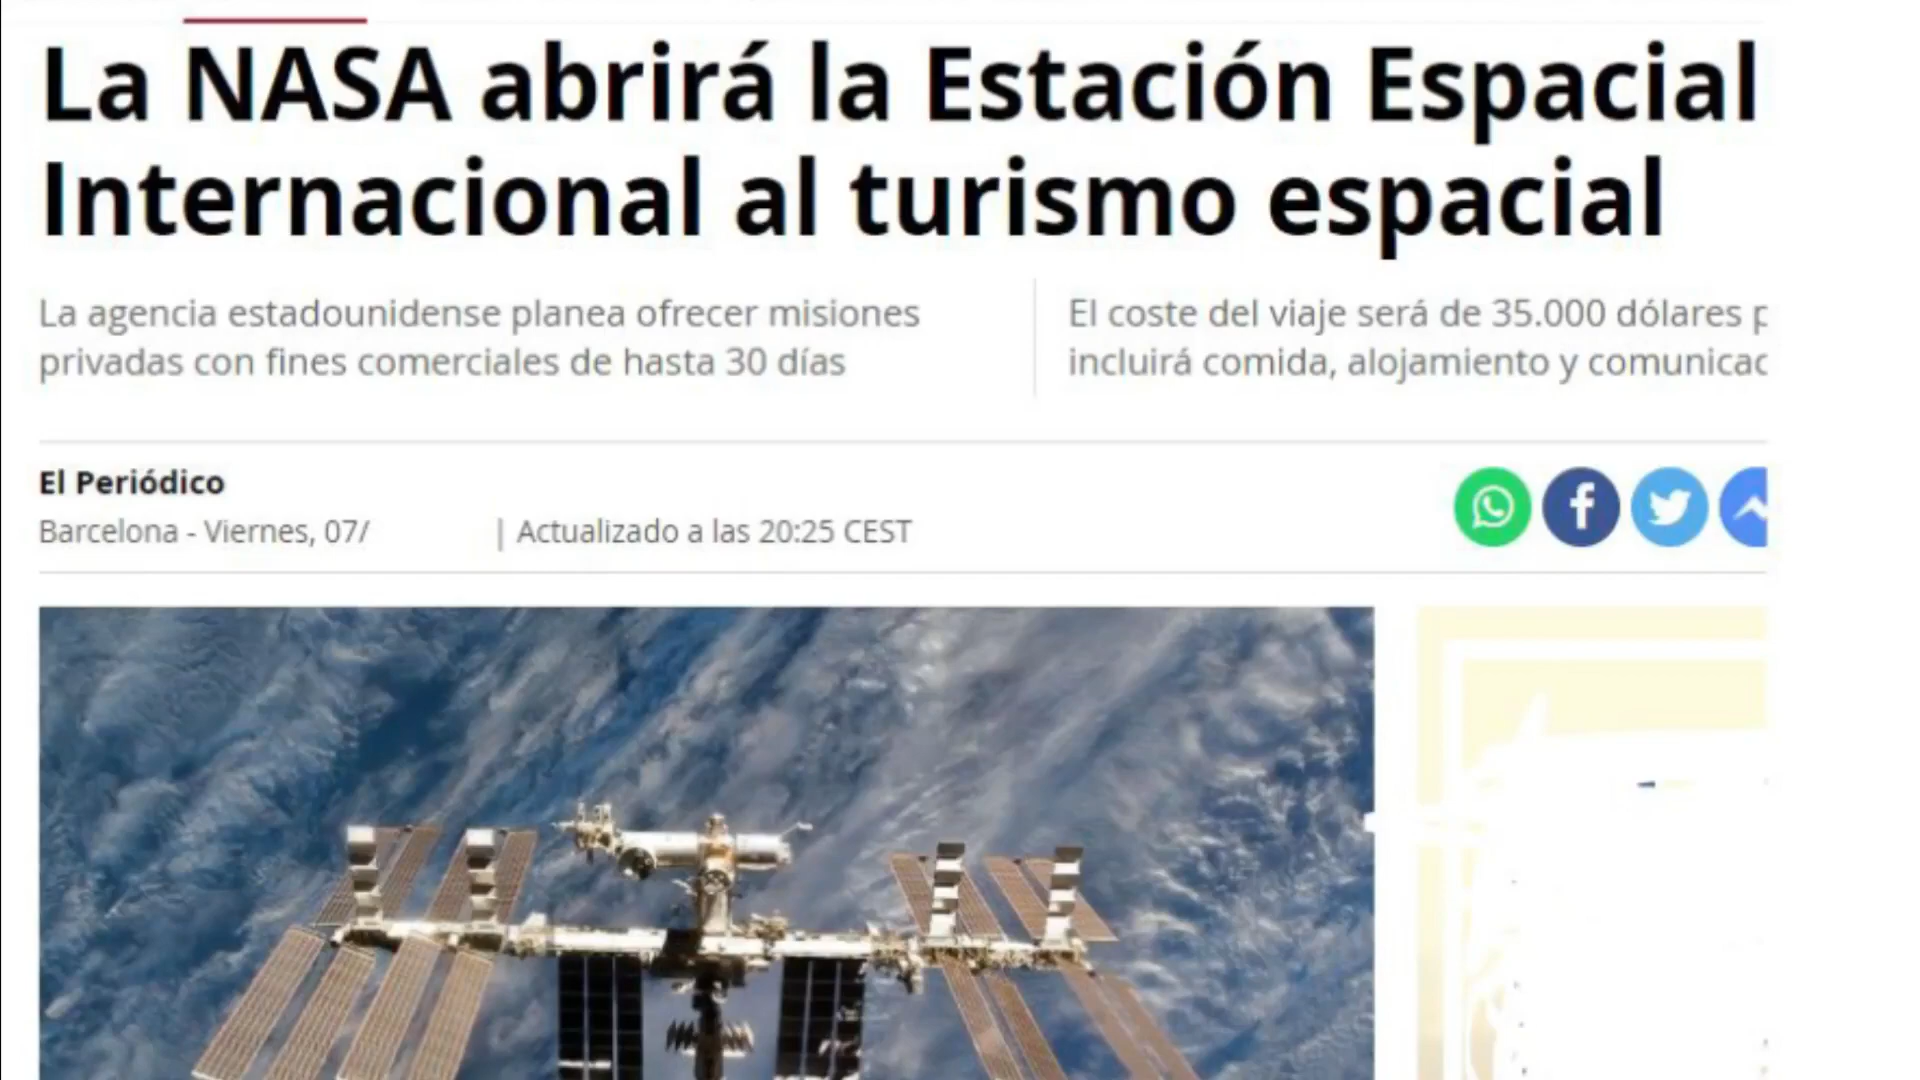 La NASA abrirá la Estación Espacial
Internacional al turismo espacial
La agencia estadounidense planea ofrecer misiones
privadas con fines comerciales de hasta 30 días
El coste del viaje será de 35.000 dólares p
incluirá comida, alojamiento y comunicac
El Periódico
Barcelona - Viernes, 07/ | Actualizado a las 20:25 CEST